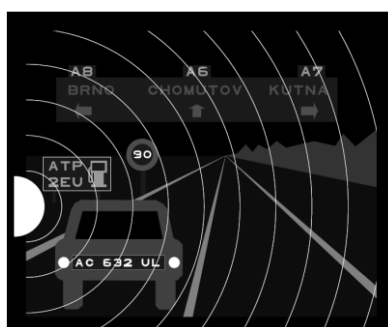 A8 A6 A7
BRNO CHOMUTOV KUTNA
90
ATP
2EU
AC 632 UL